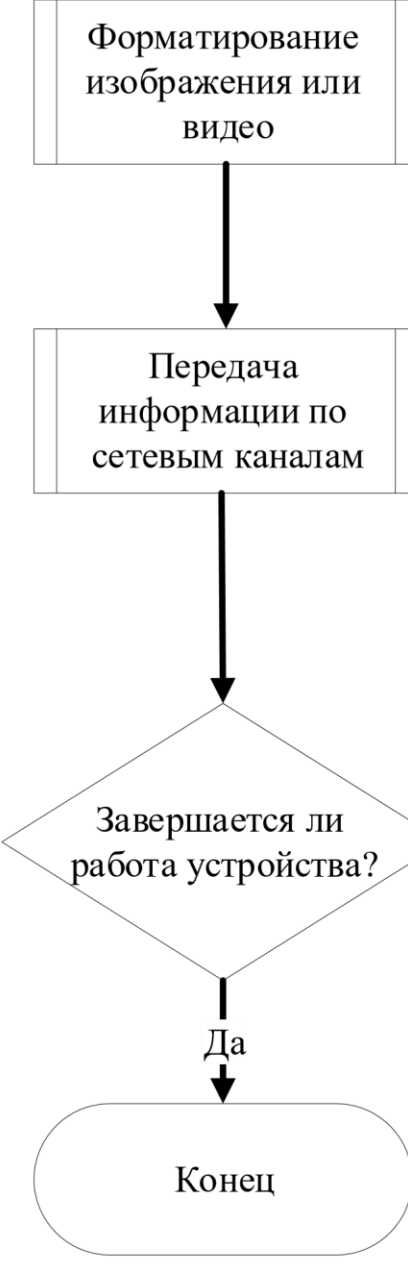 Форматирование
изображения или
видео
Передача
информации по
сетевым каналам
Завершается ли
работа устройства?
Да
Конец